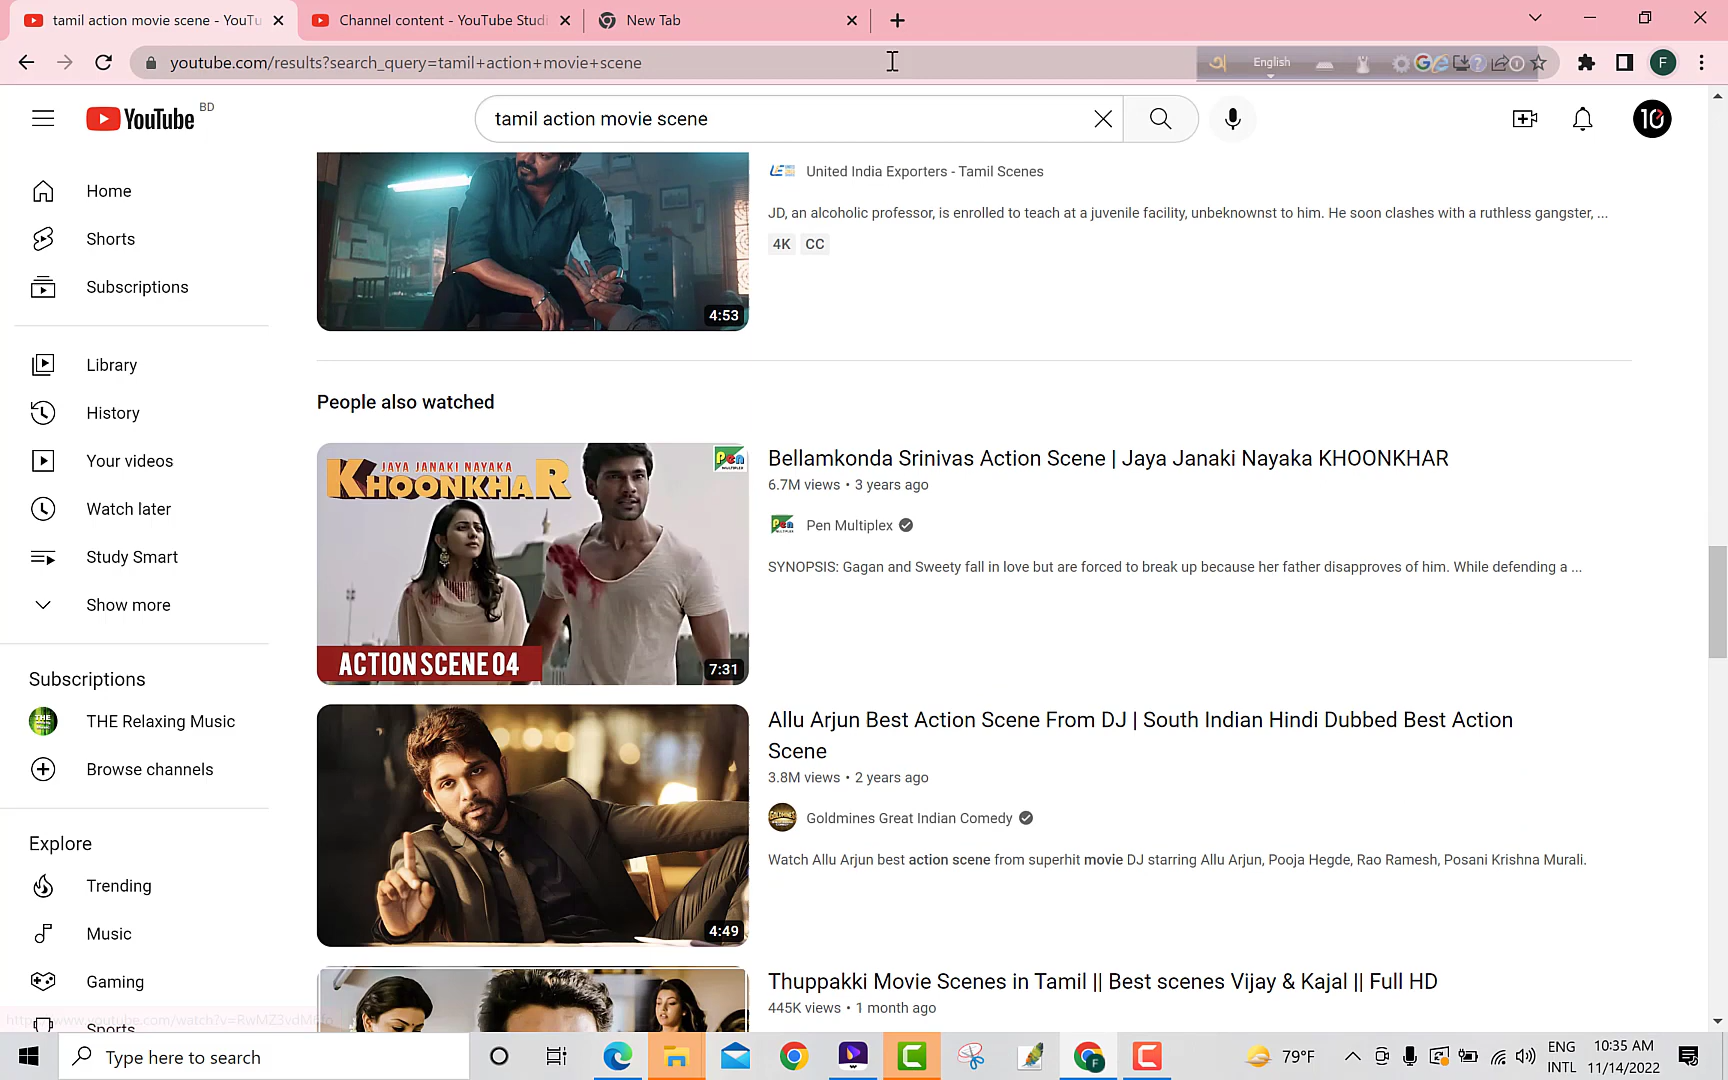 tamil action movie scene - YouTu
Channel content - YouTube Studi
New Tab
youtube.com/results?search_query=tamil+action+movie+scene
English
YouTube BD
tamil action movie scene
F
10
Home
Shorts
Subscriptions
Library
History
Your videos
Watch later
Study Smart
Show more
Subscriptions
THE Relaxing Music
Browse channels
Explore
Trending
Music
Gaming
Sports
4:53
United India Exporters - Tamil Scenes
JD, an alcoholic professor, is enrolled to teach at a juvenile facility, unbeknownst to him. He soon clashes with a ruthless gangster, ...
4K CC
People also watched
JAYA JANAKI NAYAKA
KHOONKHAR
Pen
MULTIPLEX
ACTION SCENE 04
7:31
Bellamkonda Srinivas Action Scene | Jaya Janaki Nayaka KHOONKHAR
6.7M views • 3 years ago
Pen Multiplex
SYNOPSIS: Gagan and Sweety fall in love but are forced to break up because her father disapproves of him. While defending a ...
4:49
Allu Arjun Best Action Scene From DJ | South Indian Hindi Dubbed Best Action
Scene
3.8M views • 2 years ago
Goldmines Great Indian Comedy
Watch Allu Arjun best action scene from superhit movie DJ starring Allu Arjun, Pooja Hegde, Rao Ramesh, Posani Krishna Murali.
Thuppakki Movie Scenes in Tamil || Best scenes Vijay & Kajal || Full HD
445K views • 1 month ago
Type here to search
79°F
ENG
INTL
10:35 AM
11/14/2022